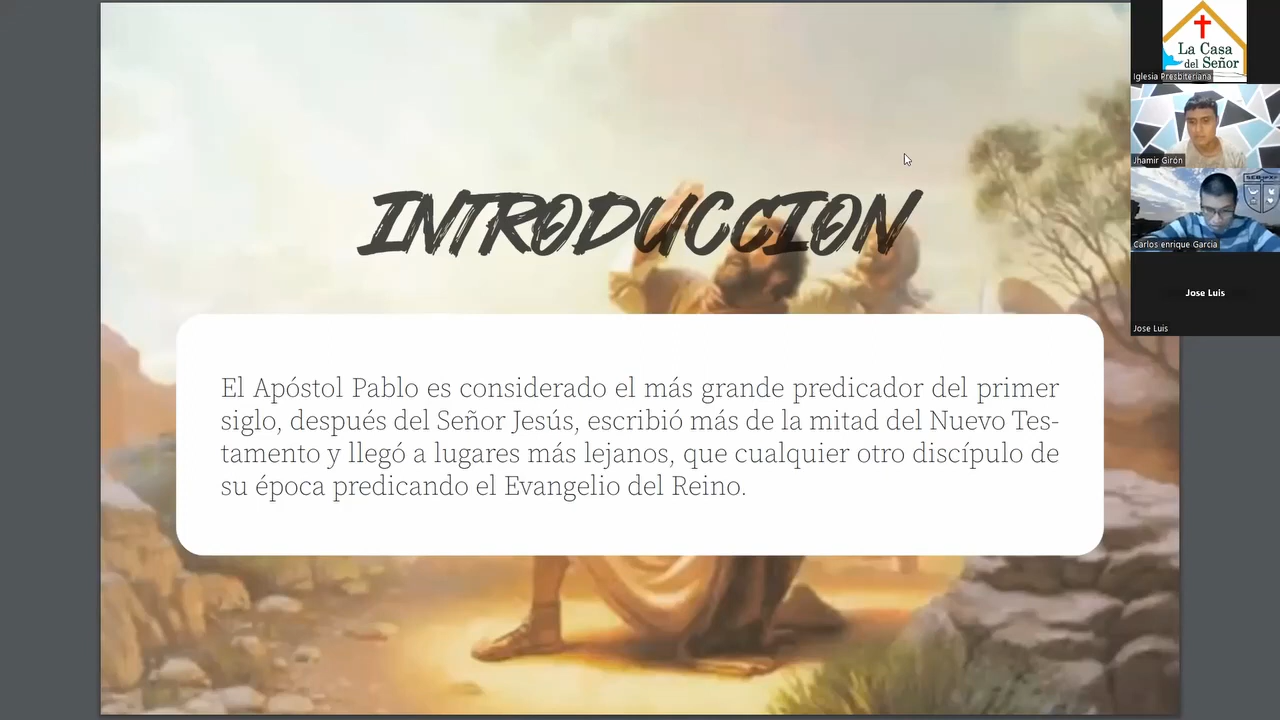 INTRODUCCION
El Apóstol Pablo es considerado el más grande predicador del primer
siglo, después del Señor Jesús, escribió más de la mitad del Nuevo Tes-
tamento y llegó a lugares más lejanos, que cualquier otro discípulo de
su época predicando el Evangelio del Reino.
La Casa
del Señor
Iglesia Presbiteriana
Jhamir Girón
Carlos enrique Garcia
Jose Luis
Jose Luis